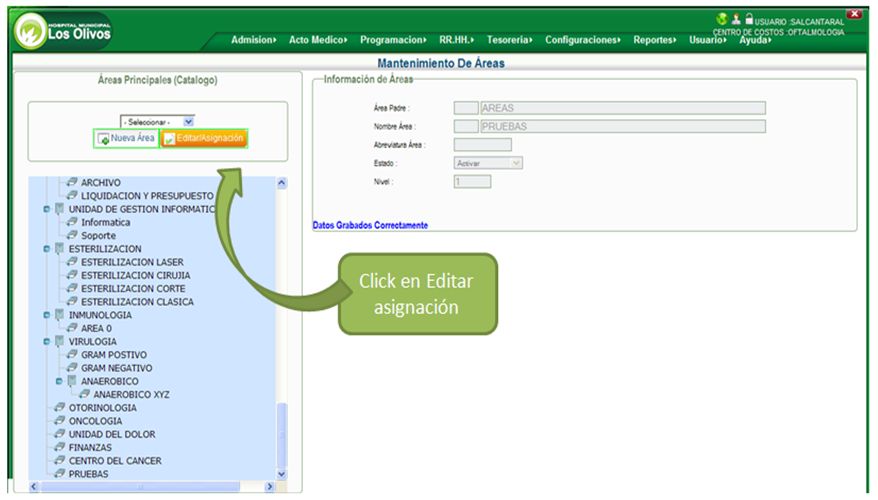 HOSPITAL MUNICIPAL
Los Olivos
USUARIO :SALCANTARAL
CENTRO DE COSTOS :OFTALMOLOGIA
Admision Acto Medico Programacion RR.HH. Tesoreria Configuraciones Reportes Usuario Ayuda
Mantenimiento De Áreas
Áreas Principales (Catalogo)
- Seleccionar -
Nueva Área Editar/Asignación
ARCHIVO
LIQUIDACION Y PRESUPUESTO
UNIDAD DE GESTION INFORMATIC
Informatica
Soporte
ESTERILIZACION
ESTERILIZACION LASER
ESTERILIZACION CIRUJIA
ESTERILIZACION CORTE
ESTERILIZACION CLASICA
INMUNOLOGIA
AREA 0
VIRULOGIA
GRAM POSTIVO
GRAM NEGATIVO
ANAEROBICO
ANAEROBICO XYZ
OTORINOLOGIA
ONCOLOGIA
UNIDAD DEL DOLOR
FINANZAS
CENTRO DEL CANCER
PRUEBAS
Información de Áreas
Área Padre : AREAS
Nombre Área : PRUEBAS
Abreviatura Área :
Estado : Activar
Nivel : 1
Datos Grabados Correctamente
Click en Editar
asignación